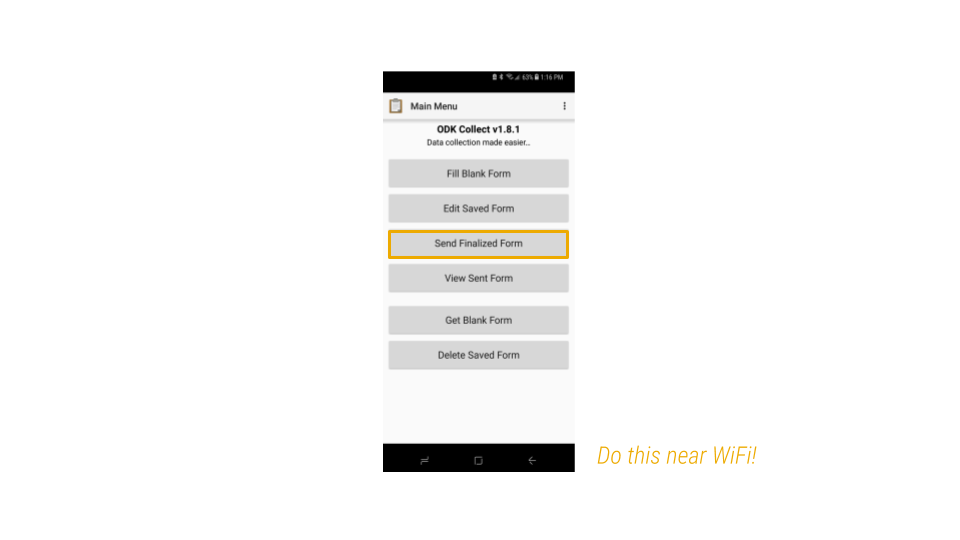 63% 1:16 PM
Main Menu
ODK Collect v1.8.1
Data collection made easier...
Fill Blank Form
Edit Saved Form
Send Finalized Form
View Sent Form
Get Blank Form
Delete Saved Form
Do this near WiFi!